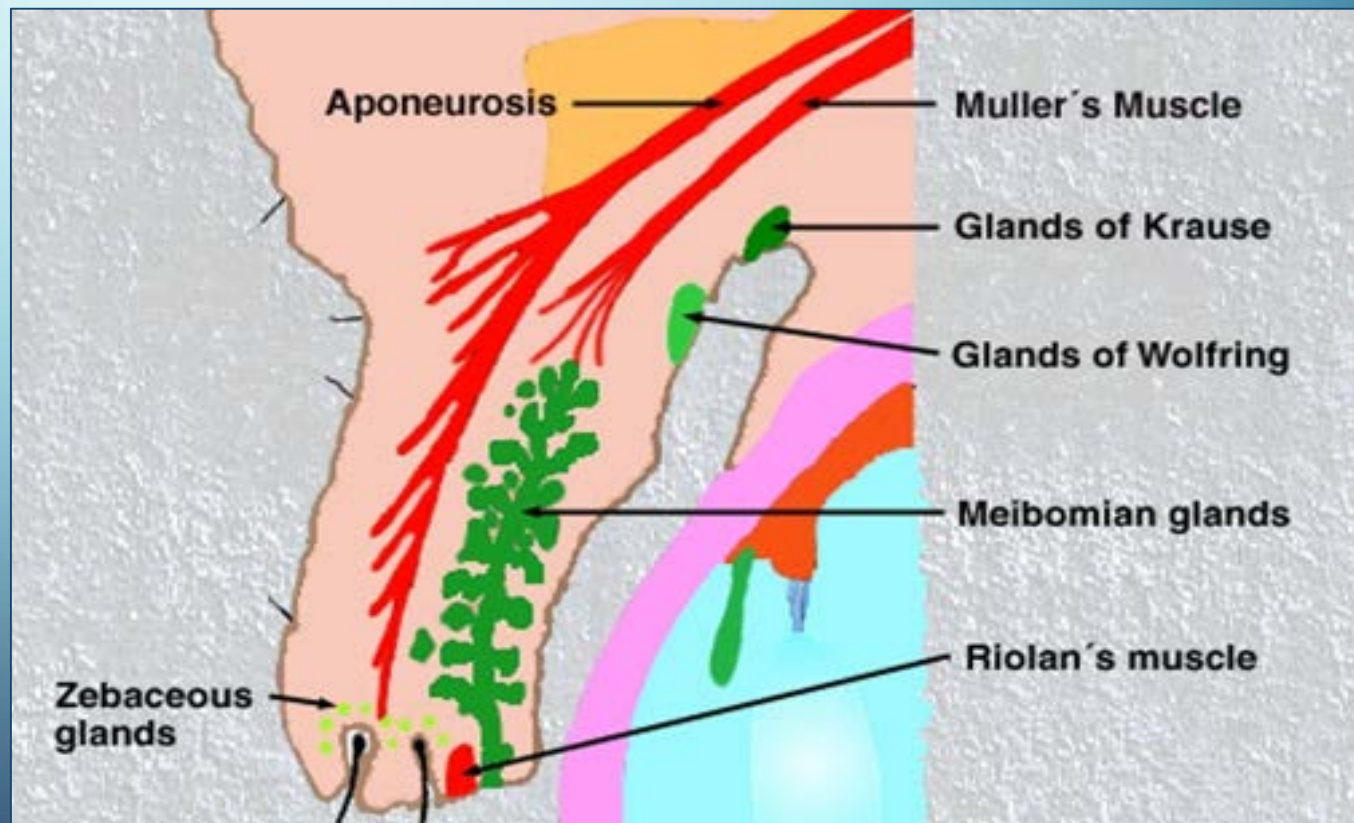 Aponeurosis
Muller´s Muscle
Glands of Krause
Glands of Wolfring
Meibomian glands
Riolan´s muscle
Zebaceous
glands